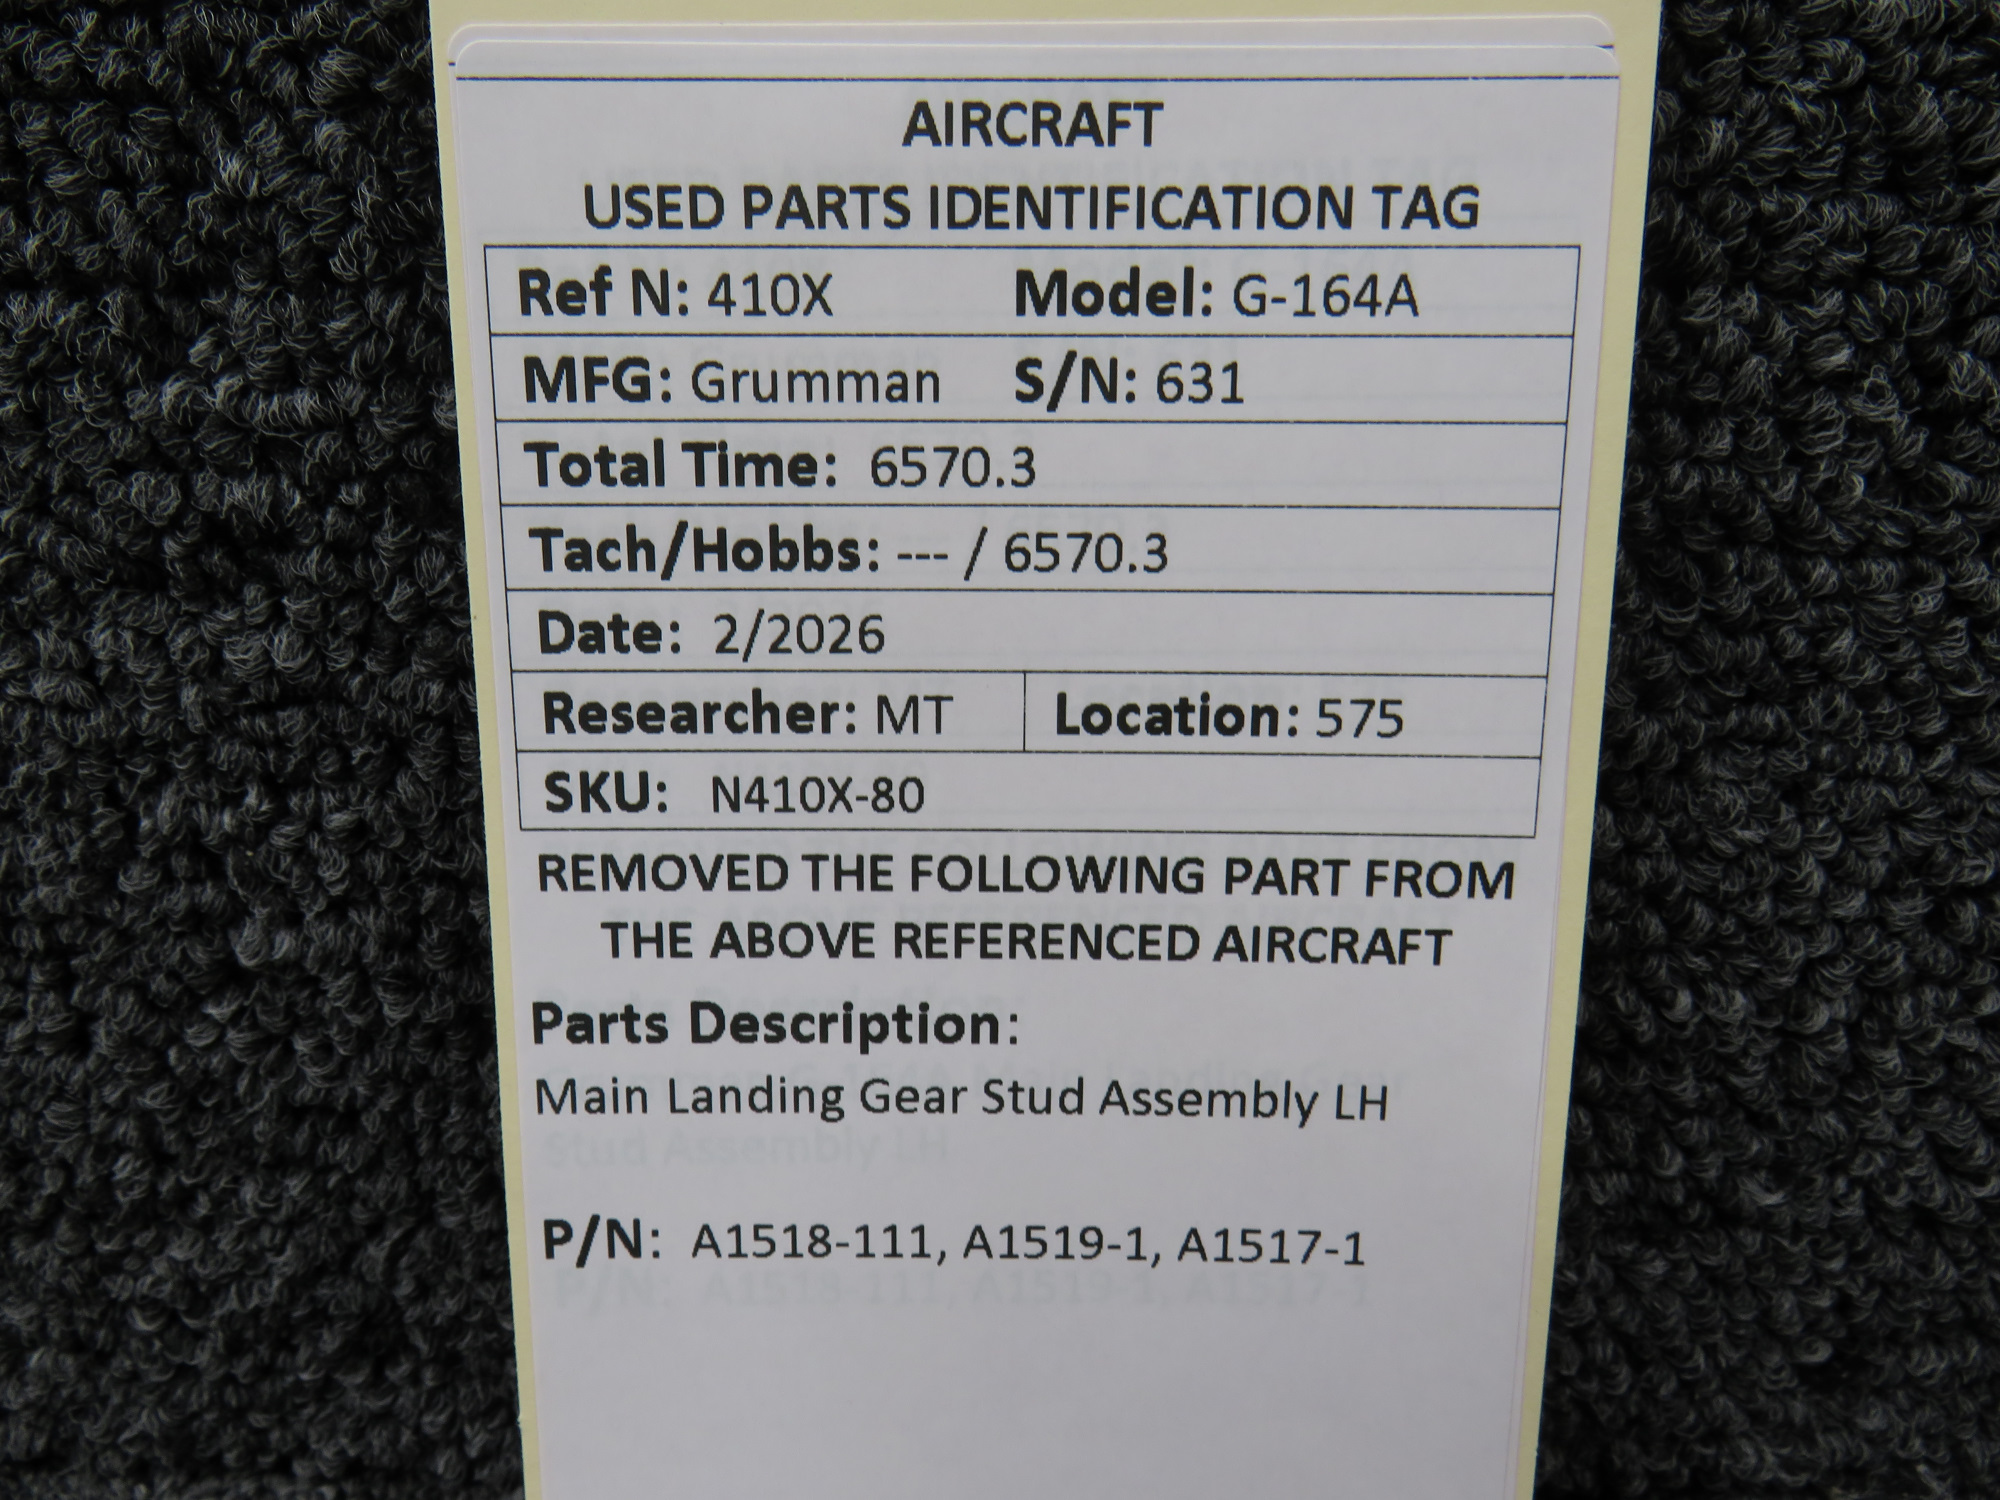 AIRCRAFT
USED PARTS IDENTIFICATION TAG
Ref N: 410X Model: G-164A
MFG: Grumman S/N: 631
Total Time: 6570.3
Tach/Hobbs: --- / 6570.3
Date: 2/2026
Researcher: MT Location: 575
SKU: N410X-80
REMOVED THE FOLLOWING PART FROM
THE ABOVE REFERENCED AIRCRAFT
Parts Description:
Main Landing Gear Stud Assembly LH
P/N: A1518-111, A1519-1, A1517-1